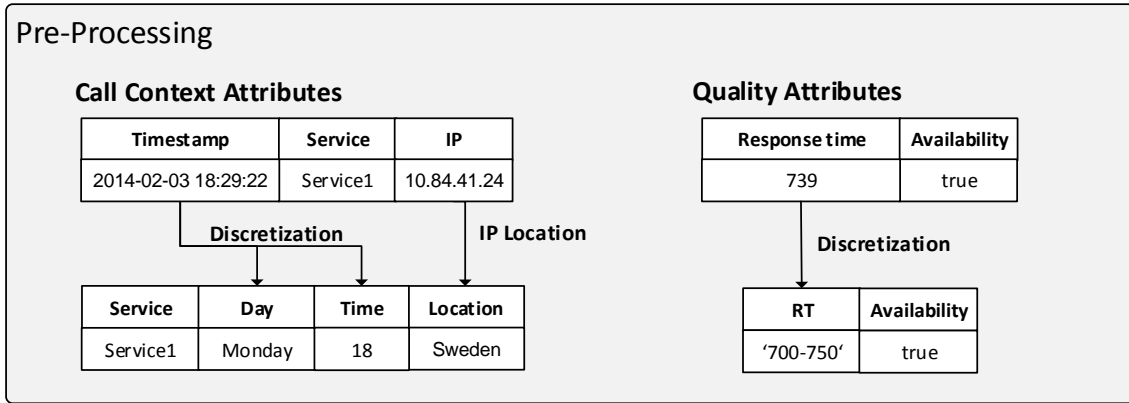 Pre-Processing
Call Context Attributes
Timestamp Service IP
2014-02-03 18:29:22 Service1 10.84.41.24
Discretization IP Location
Service Day Time Location
Service1 Monday 18 Sweden
Quality Attributes
Response time Availability
739 true
Discretization
RT Availability
‘700-750‘ true